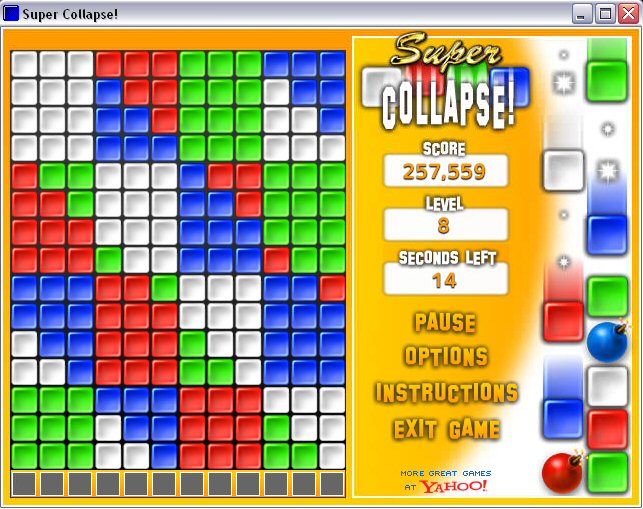 Super Collapse!
Super
COLLAPSE!
SCORE
257,559
LEVEL
8
SECONDS LEFT
14
PAUSE
OPTIONS
INSTRUCTIONS
EXIT GAME
MORE GREAT GAMES
AT YAHOO!